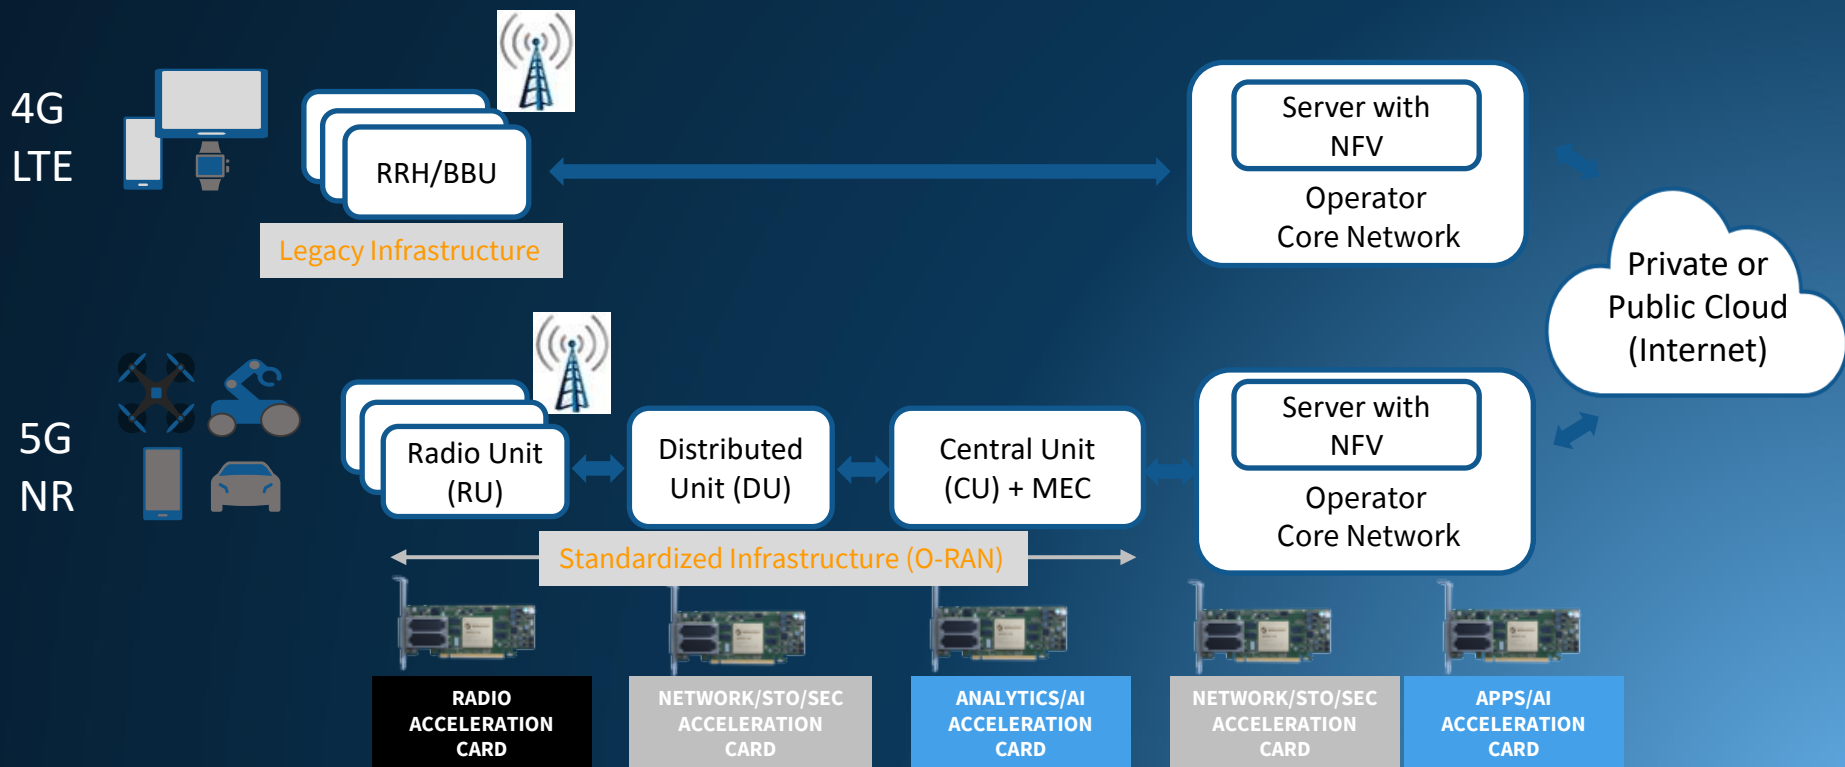 4G
LTE
RRH/BBU
Legacy Infrastructure
Server with
NFV
Operator
Core Network
Private or
Public Cloud
(Internet)
5G
NR
Radio Unit
(RU)
Distributed
Unit (DU)
Central Unit
(CU) + MEC
Server with
NFV
Operator
Core Network
Standardized Infrastructure (O-RAN)
RADIO
ACCELERATION
CARD
NETWORK/STO/SEC
ACCELERATION
CARD
ANALYTICS/AI
ACCELERATION
CARD
NETWORK/STO/SEC
ACCELERATION
CARD
APPS/AI
ACCELERATION
CARD